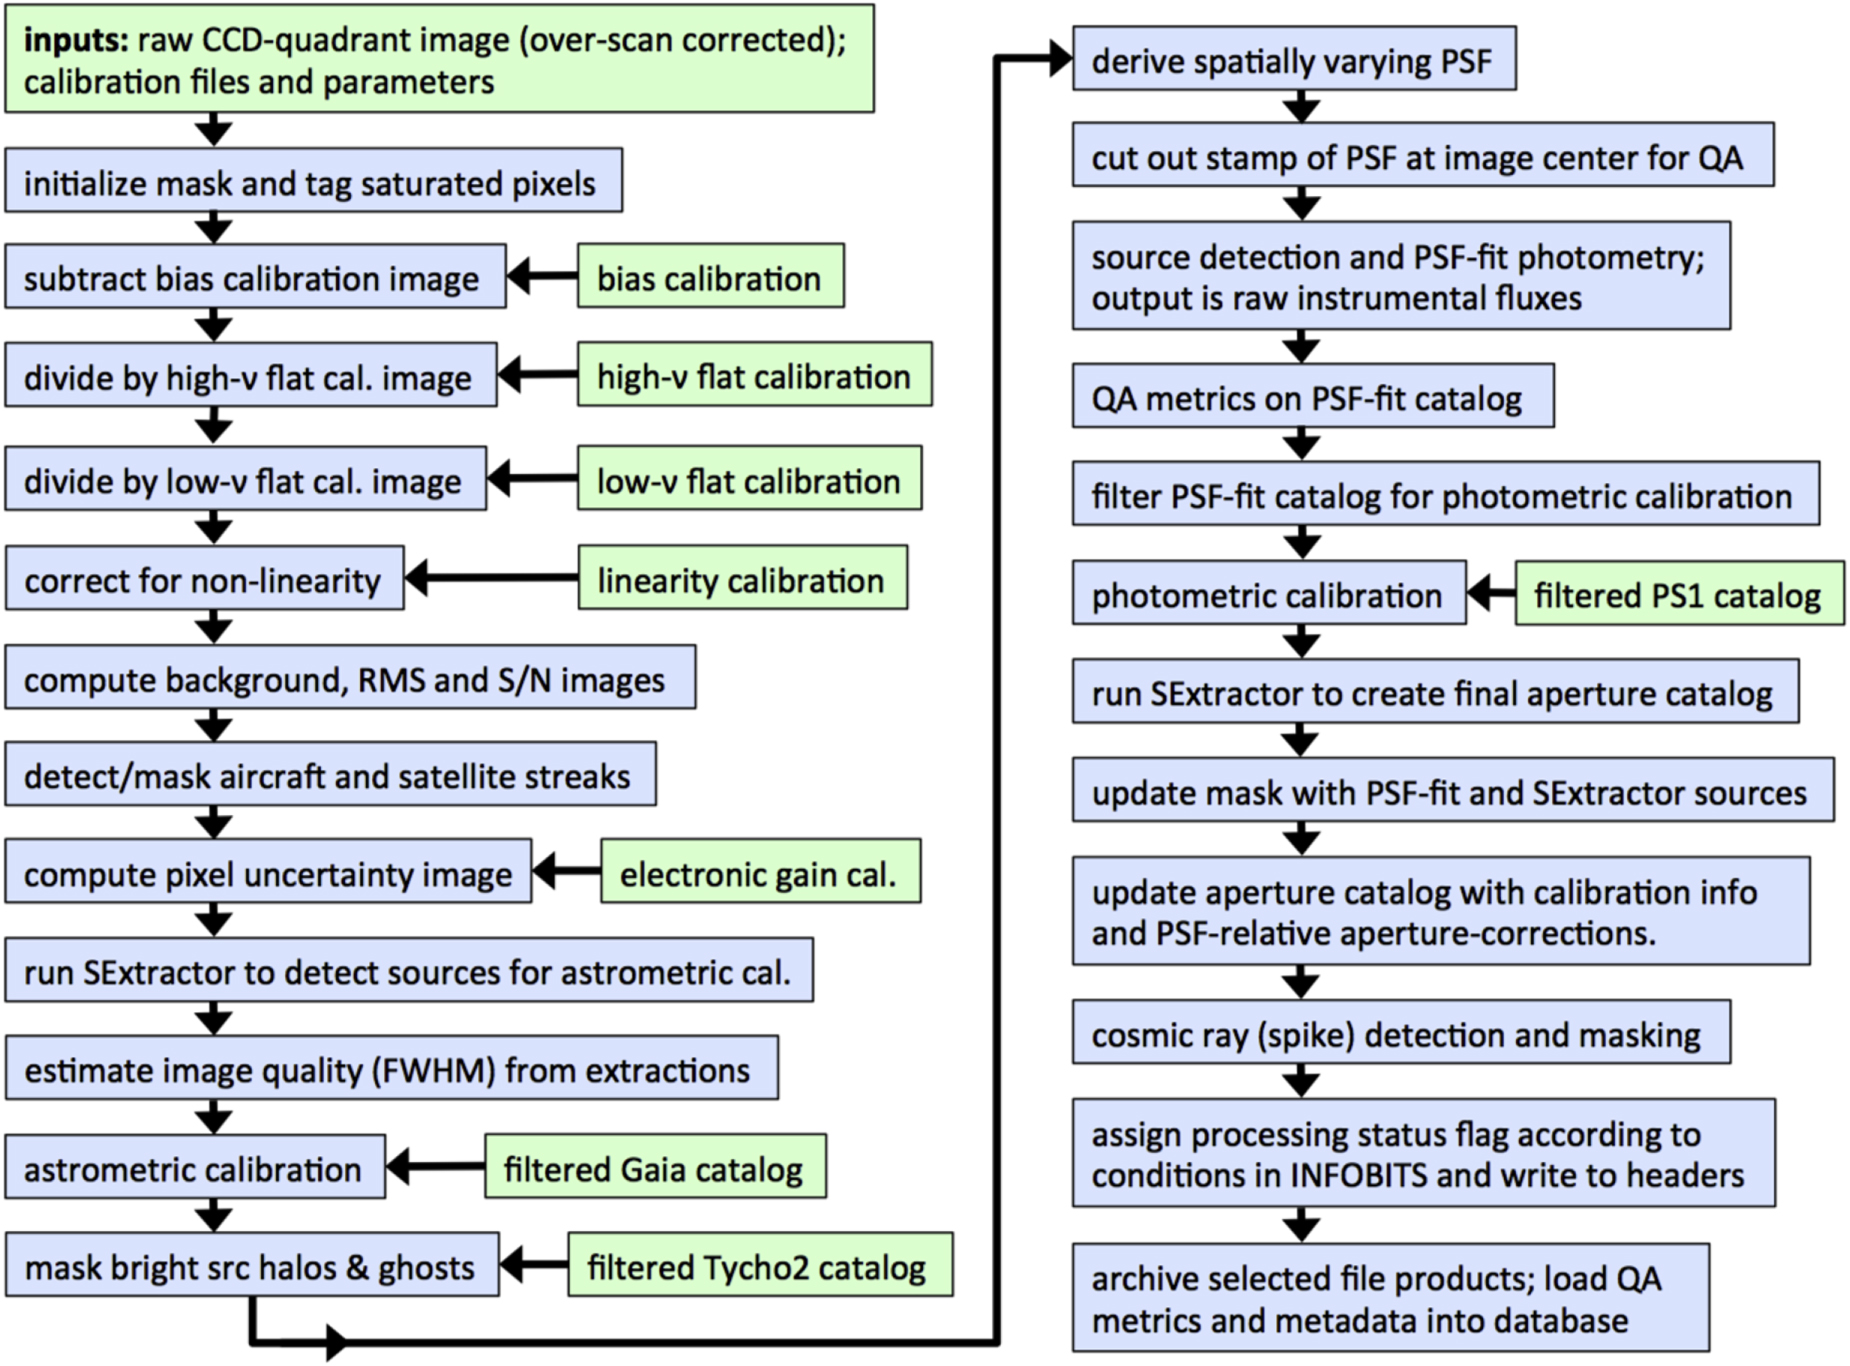 inputs: raw CCD-quadrant image (over-scan corrected);
calibration files and parameters
initialize mask and tag saturated pixels
subtract bias calibration image
bias calibration
divide by high-ν flat cal. image
high-ν flat calibration
divide by low-ν flat cal. image
low-ν flat calibration
correct for non-linearity
linearity calibration
compute background, RMS and S/N images
detect/mask aircraft and satellite streaks
compute pixel uncertainty image
electronic gain cal.
run SExtractor to detect sources for astrometric cal.
estimate image quality (FWHM) from extractions
astrometric calibration
filtered Gaia catalog
mask bright src halos & ghosts
filtered Tycho2 catalog
derive spatially varying PSF
cut out stamp of PSF at image center for QA
source detection and PSF-fit photometry;
output is raw instrumental fluxes
QA metrics on PSF-fit catalog
filter PSF-fit catalog for photometric calibration
photometric calibration
filtered PS1 catalog
run SExtractor to create final aperture catalog
update mask with PSF-fit and SExtractor sources
update aperture catalog with calibration info
and PSF-relative aperture-corrections.
cosmic ray (spike) detection and masking
assign processing status flag according to
conditions in INFOBITS and write to headers
archive selected file products; load QA
metrics and metadata into database